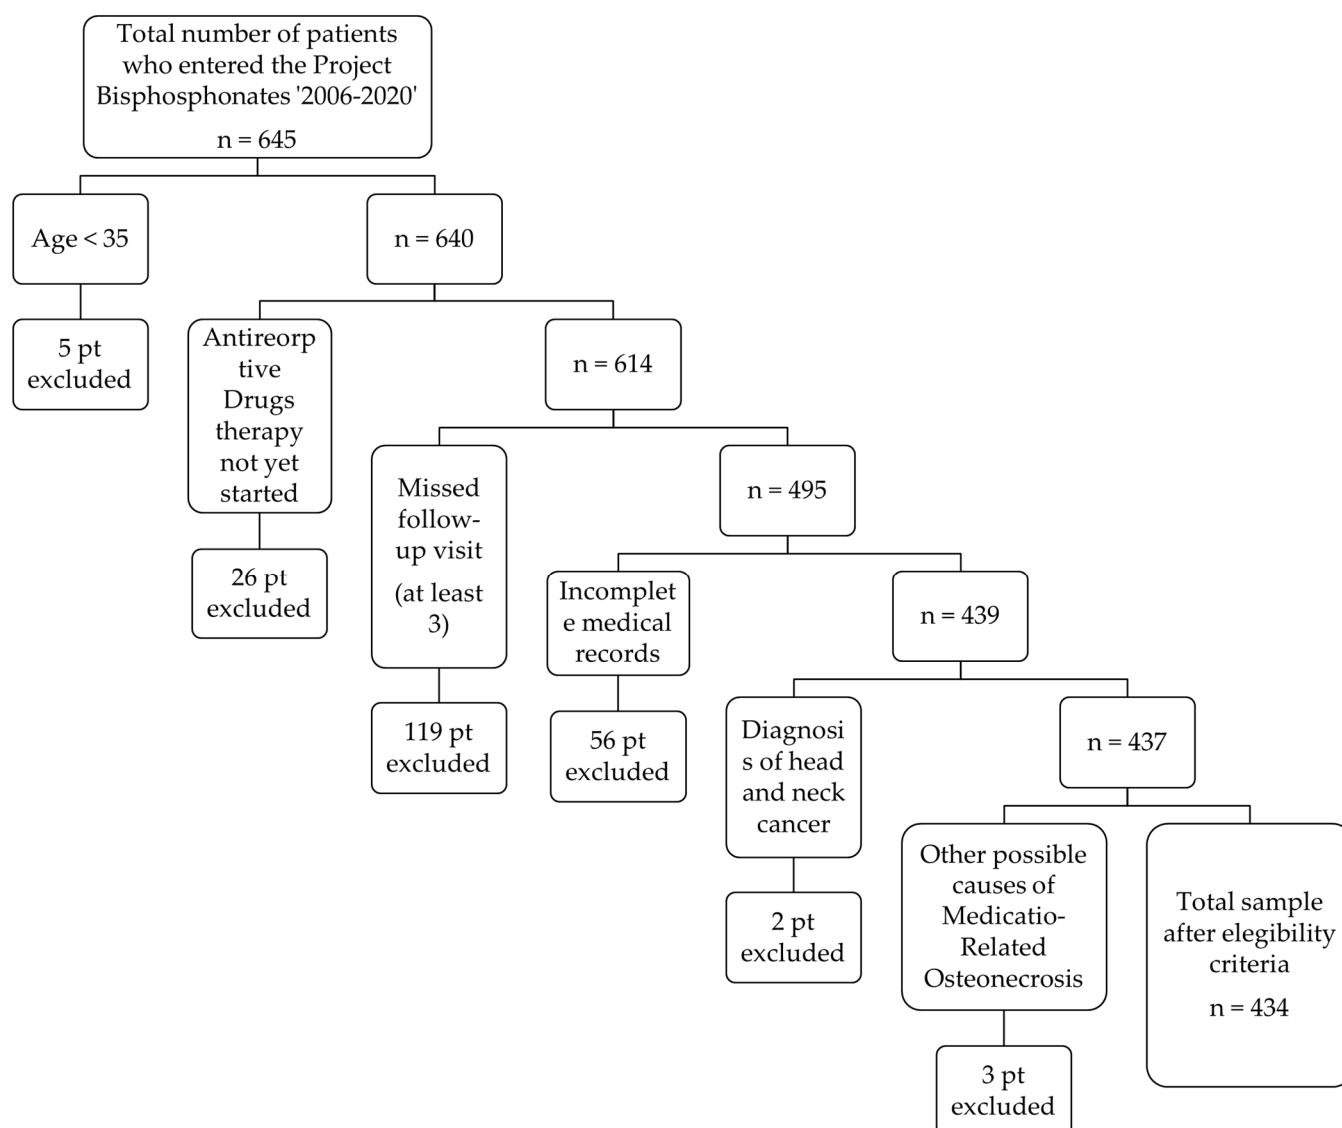 Total number of patients
who entered the Project
Bisphosphonates '2006-2020'
n = 645
Age < 35
n = 640
5 pt
excluded
Antireorp
tive
Drugs
therapy
not yet
started
n = 614
26 pt
excluded
Missed
follow-
up visit
(at least
3)
n = 495
119 pt
excluded
Incomplet
e medical
records
n = 439
56 pt
excluded
Diagnosi
s of head
and neck
cancer
n = 437
2 pt
excluded
Other possible
causes of
Medicatio-
Related
Osteonecrosis
Total sample
after elegibility
criteria
n = 434
3 pt
excluded